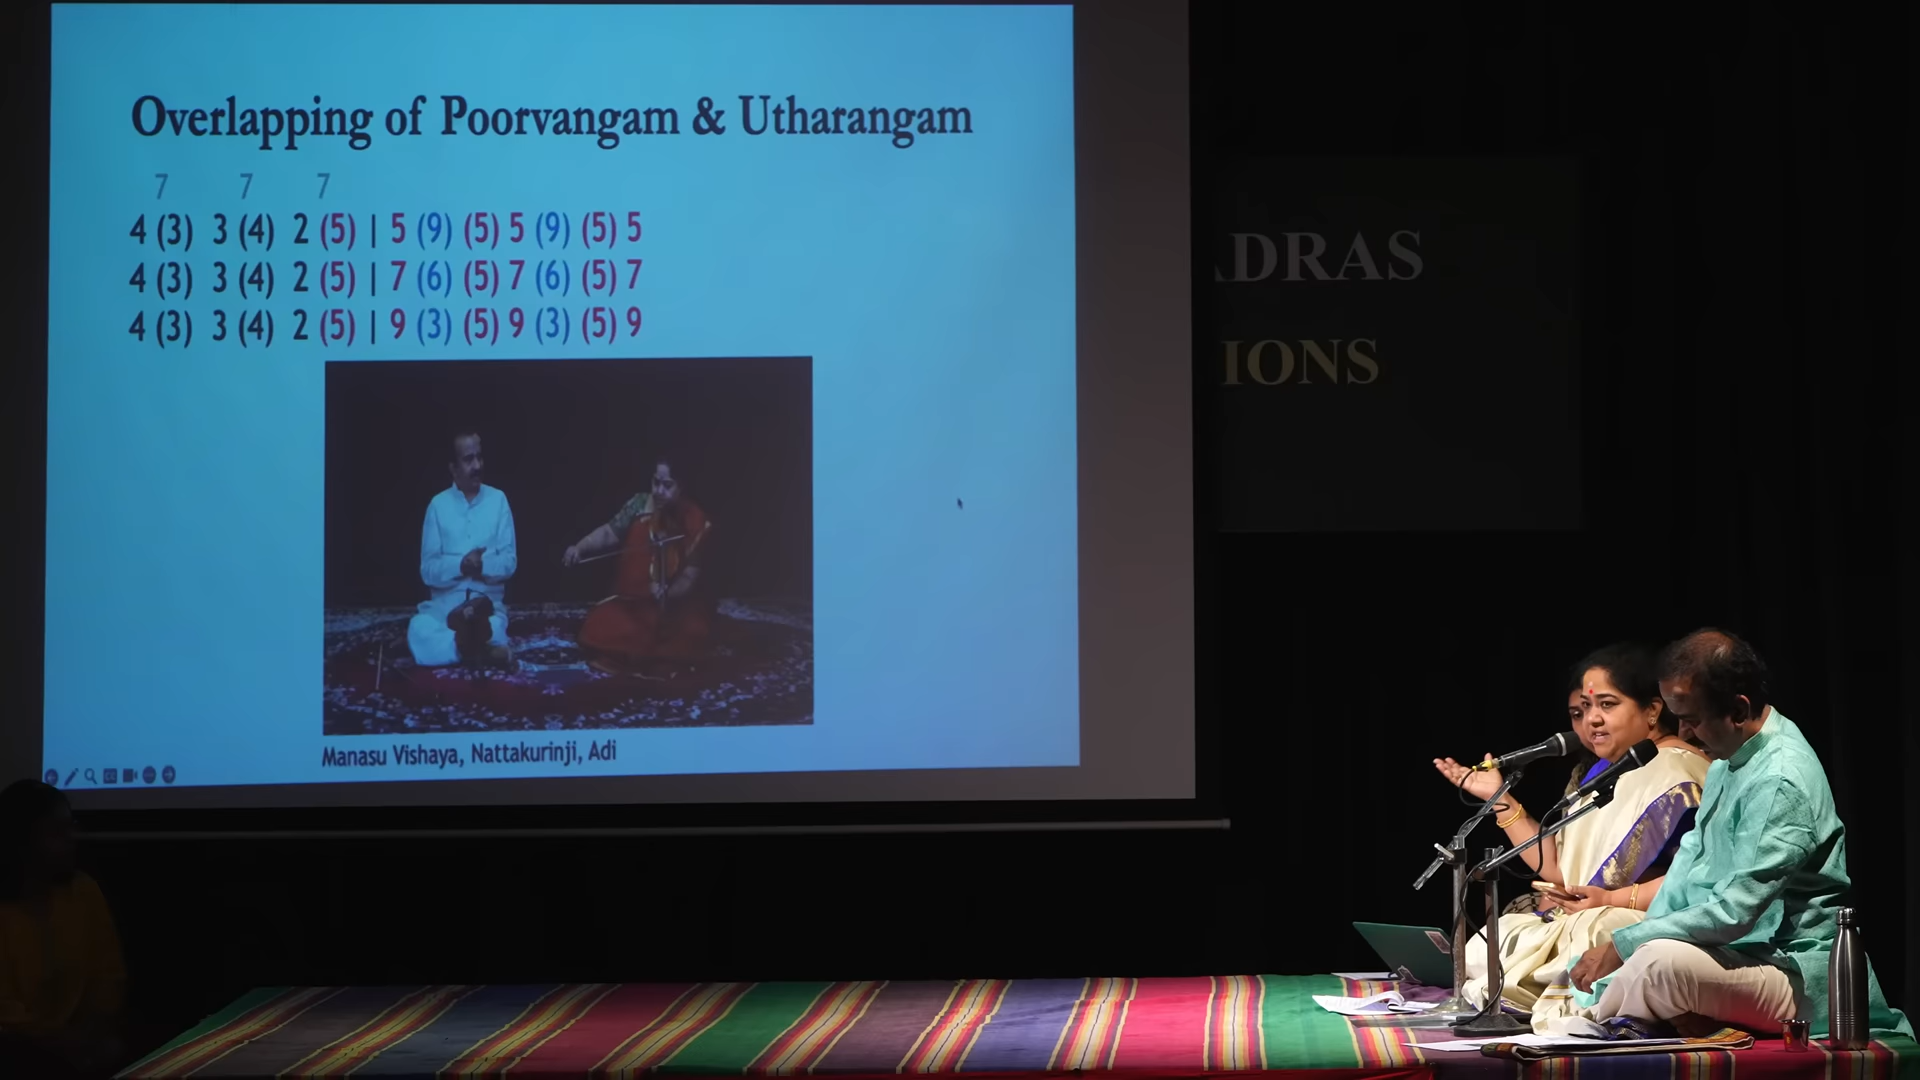 Overlapping of Poorvangam & Utharangam
7 7 7
4 (3) 3 (4) 2 (5) | 5 (9) (5) 5 (9) (5) 5
4 (3) 3 (4) 2 (5) | 7 (6) (5) 7 (6) (5) 7
4 (3) 3 (4) 2 (5) | 9 (3) (5) 9 (3) (5) 9
Manasu Vishaya, Nattakurinji, Adi
ADRAS
IONS